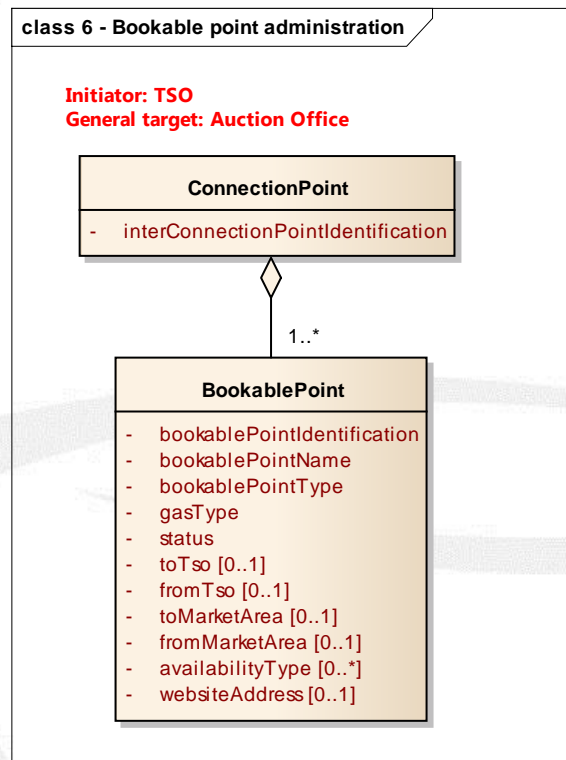 class 6 - Bookable point administration
Initiator: TSO
General target: Auction Office
ConnectionPoint
- interConnectionPointIdentification
1..*
BookablePoint
- bookablePointIdentification
- bookablePointName
- bookablePointType
- gasType
- status
- toTso [0..1]
- fromTso [0..1]
- toMarketArea [0..1]
- fromMarketArea [0..1]
- availabilityType [0..*]
- websiteAddress [0..1]